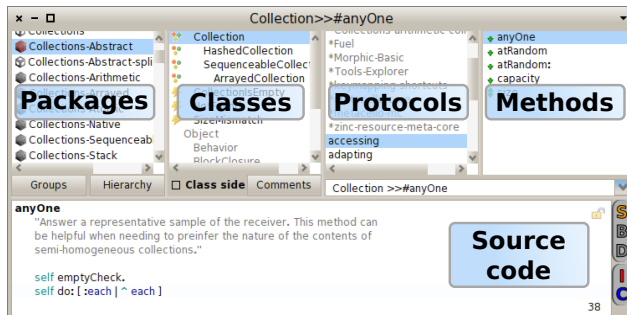 Collection>>#anyOne
Collections
Collections-Abstract
Collections-Abstract-spli
Collections-Arithmetic
Packages
Collections-Native
Collections-Sequenceabl
Collections-Stack
Groups
Hierarchy
Collection
HashedCollection
SequenceableCollect
ArrayedCollection
CollectionIsEmpty
Classes
SizeMismatch
Object
Behavior
BlockClosure
Class side
Comments
*Fuel
*Morphic-Basic
*Tools-Explorer
Protocols
*zinc-resource-meta-core
accessing
adapting
anyOne
atRandom
atRandom:
capacity
Methods
Collection >>#anyOne
anyOne
"Answer a representative sample of the receiver. This method can
be helpful when needing to preinfer the nature of the contents of
semi-homogeneous collections."
self emptyCheck.
self do: [ :each | ^ each ]
Source
code
38
S
B
D
I
C